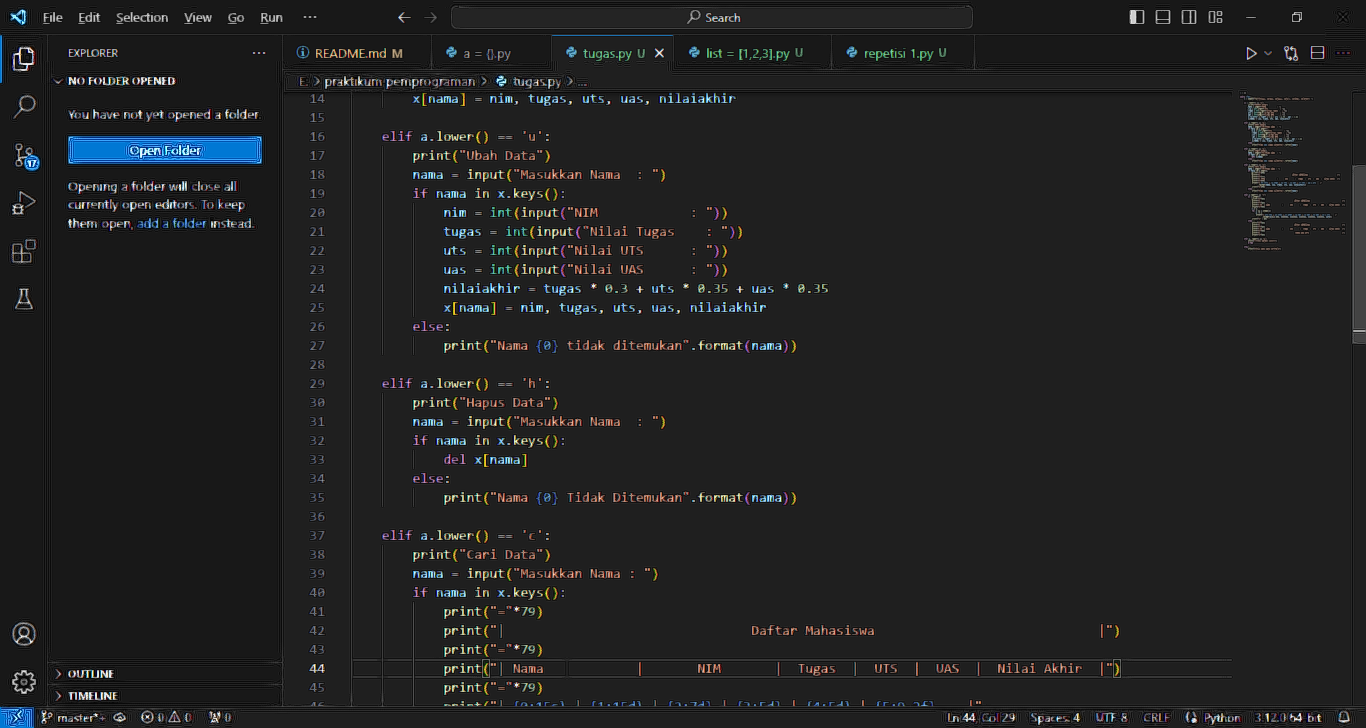 File Edit Selection View Go Run ··· Search
EXPLORER ···
NO FOLDER OPENED
You have not yet opened a folder.
Open Folder
Opening a folder will close all
currently open editors. To keep
them open, add a folder instead.
OUTLINE
TIMELINE
17
README.md M a = {}.py tugas.py U list = [1,2,3].py U repetisi 1.py U
E: > praktikum pemprograman > tugas.py > ...
14 x[nama] = nim, tugas, uts, uas, nilaiakhir
15
16 elif a.lower() == 'u':
17 print("Ubah Data")
18 nama = input("Masukkan Nama  : ")
19 if nama in x.keys():
20 nim = int(input("NIM            : "))
21 tugas = int(input("Nilai Tugas    : "))
22 uts = int(input("Nilai UTS      : "))
23 uas = int(input("Nilai UAS      : "))
24 nilaiakhir = tugas * 0.3 + uts * 0.35 + uas * 0.35
25 x[nama] = nim, tugas, uts, uas, nilaiakhir
26 else:
27 print("Nama {0} tidak ditemukan".format(nama))
28
29 elif a.lower() == 'h':
30 print("Hapus Data")
31 nama = input("Masukkan Nama  : ")
32 if nama in x.keys():
33 del x[nama]
34 else:
35 print("Nama {0} Tidak Ditemukan".format(nama))
36
37 elif a.lower() == 'c':
38 print("Cari Data")
39 nama = input("Masukkan Nama : ")
40 if nama in x.keys():
41 print("="*79)
42 print("|                                Daftar Mahasiswa                             |")
43 print("="*79)
44 print("| Nama            |       NIM       |  Tugas  |  UTS  |  UAS  |  Nilai Akhir  |")
45 print("="*79)
master*+ 0 0 0 Ln 44, Col 29 Spaces: 4 UTF-8 CRLF Python 3.12.0 64-bit